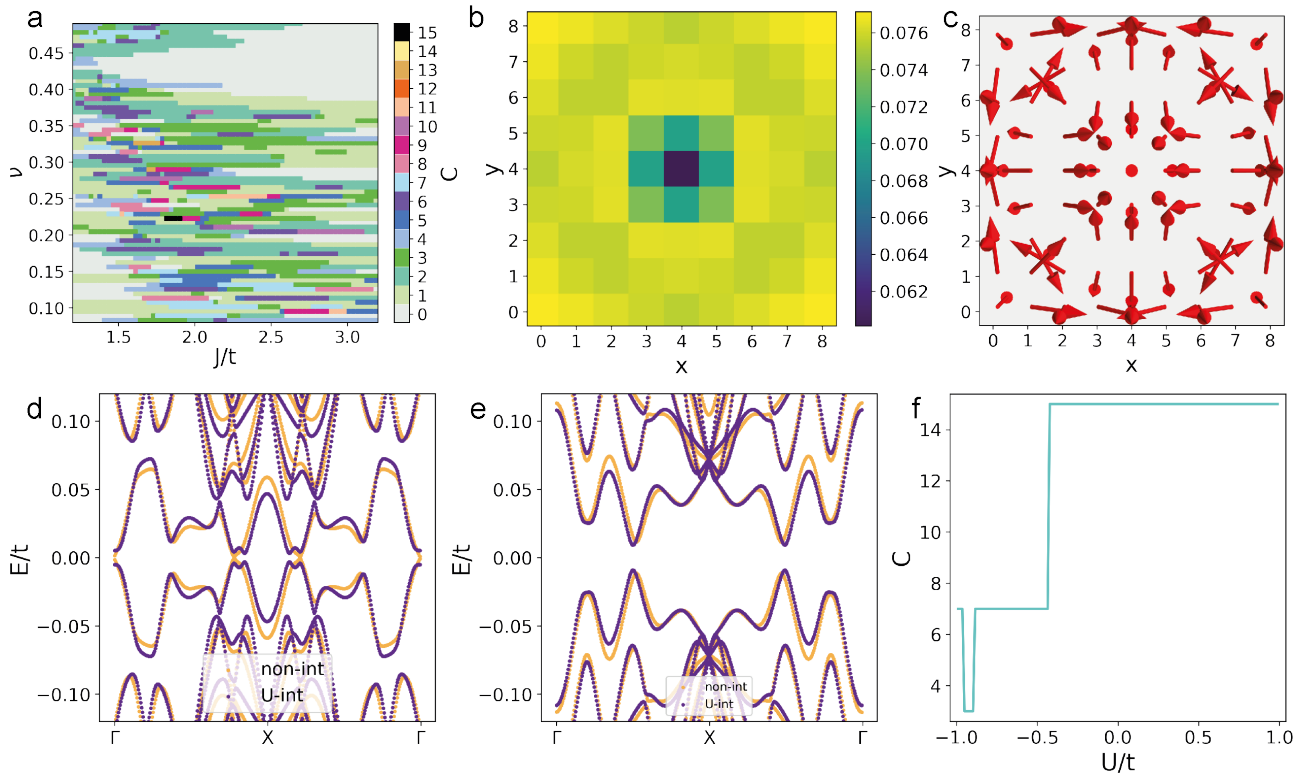 a
0.45
0.40
0.35
0.30
0.25
0.20
0.15
0.10
ν
1.5 2.0 2.5 3.0
J/t
15
14
13
12
11
10
9
8
7
6
5
4
3
2
1
0
C
b
8
7
6
5
4
3
2
1
0
y
0 1 2 3 4 5 6 7 8
x
0.076
0.074
0.072
0.070
0.068
0.066
0.064
0.062
c
8
7
6
5
4
3
2
1
0
y
0 1 2 3 4 5 6 7 8
x
d
0.10
0.05
0.00
−0.05
−0.10
E/t
non-int
U-int
Γ X Γ
e
0.10
0.05
0.00
−0.05
−0.10
E/t
non-int
U-int
Γ X Γ
f
14
12
10
8
6
4
C
-1.0 -0.5 0.0 0.5 1.0
U/t